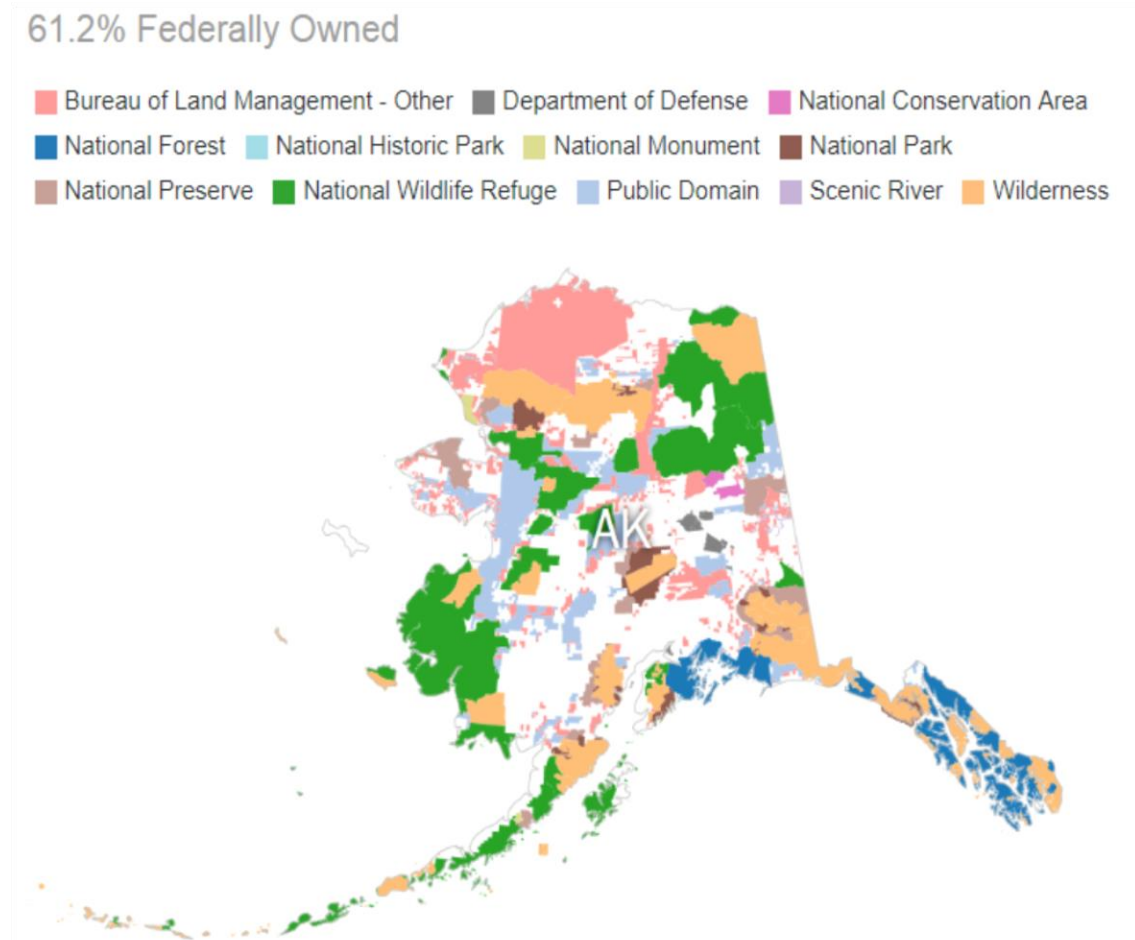 61.2% Federally Owned
Bureau of Land Management - Other Department of Defense National Conservation Area
National Forest National Historic Park National Monument National Park
National Preserve National Wildlife Refuge Public Domain Scenic River Wilderness
AK